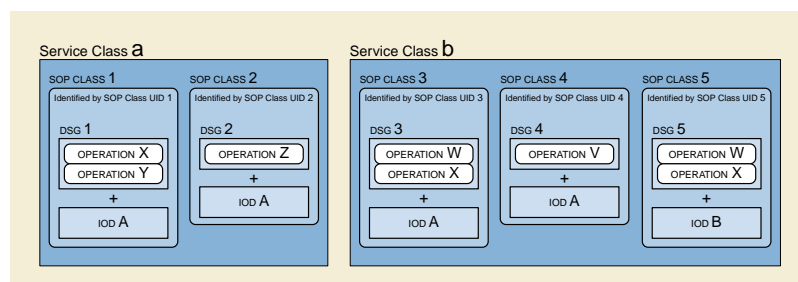 Service Class a
SOP CLASS 1
Identified by SOP Class UID 1
DSG 1
OPERATION X
OPERATION Y
+
IOD A
SOP CLASS 2
Identified by SOP Class UID 2
DSG 2
OPERATION Z
+
IOD A
Service Class b
SOP CLASS 3
Identified by SOP Class UID 3
DSG 3
OPERATION W
OPERATION X
+
IOD A
SOP CLASS 4
Identified by SOP Class UID 4
DSG 4
OPERATION V
+
IOD A
SOP CLASS 5
Identified by SOP Class UID 5
DSG 5
OPERATION W
OPERATION X
+
IOD B